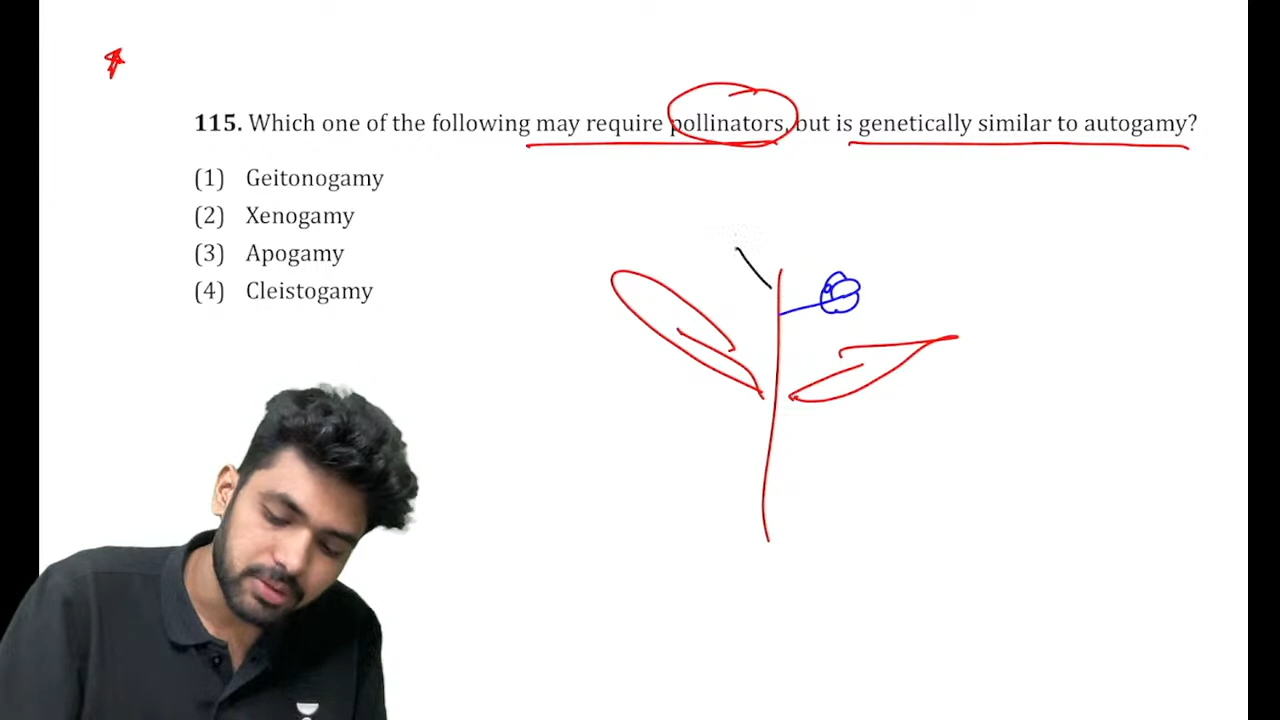 115. Which one of the following may require pollinators, but is genetically similar to autogamy?
(1) Geitonogamy
(2) Xenogamy
(3) Apogamy
(4) Cleistogamy